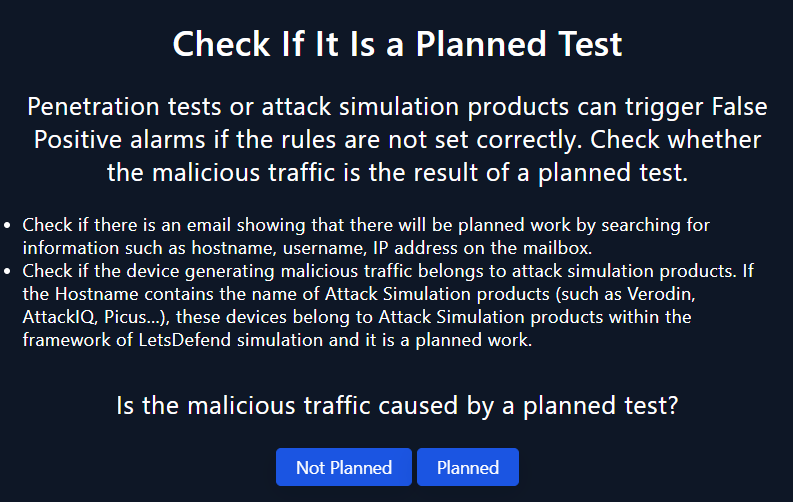 Check If It Is a Planned Test
Penetration tests or attack simulation products can trigger False
Positive alarms if the rules are not set correctly. Check whether
the malicious traffic is the result of a planned test.
• Check if there is an email showing that there will be planned work by searching for
information such as hostname, username, IP address on the mailbox.
• Check if the device generating malicious traffic belongs to attack simulation products. If
the Hostname contains the name of Attack Simulation products (such as Verodin,
AttackIQ, Picus...), these devices belong to Attack Simulation products within the
framework of LetsDefend simulation and it is a planned work.
Is the malicious traffic caused by a planned test?
Not Planned Planned